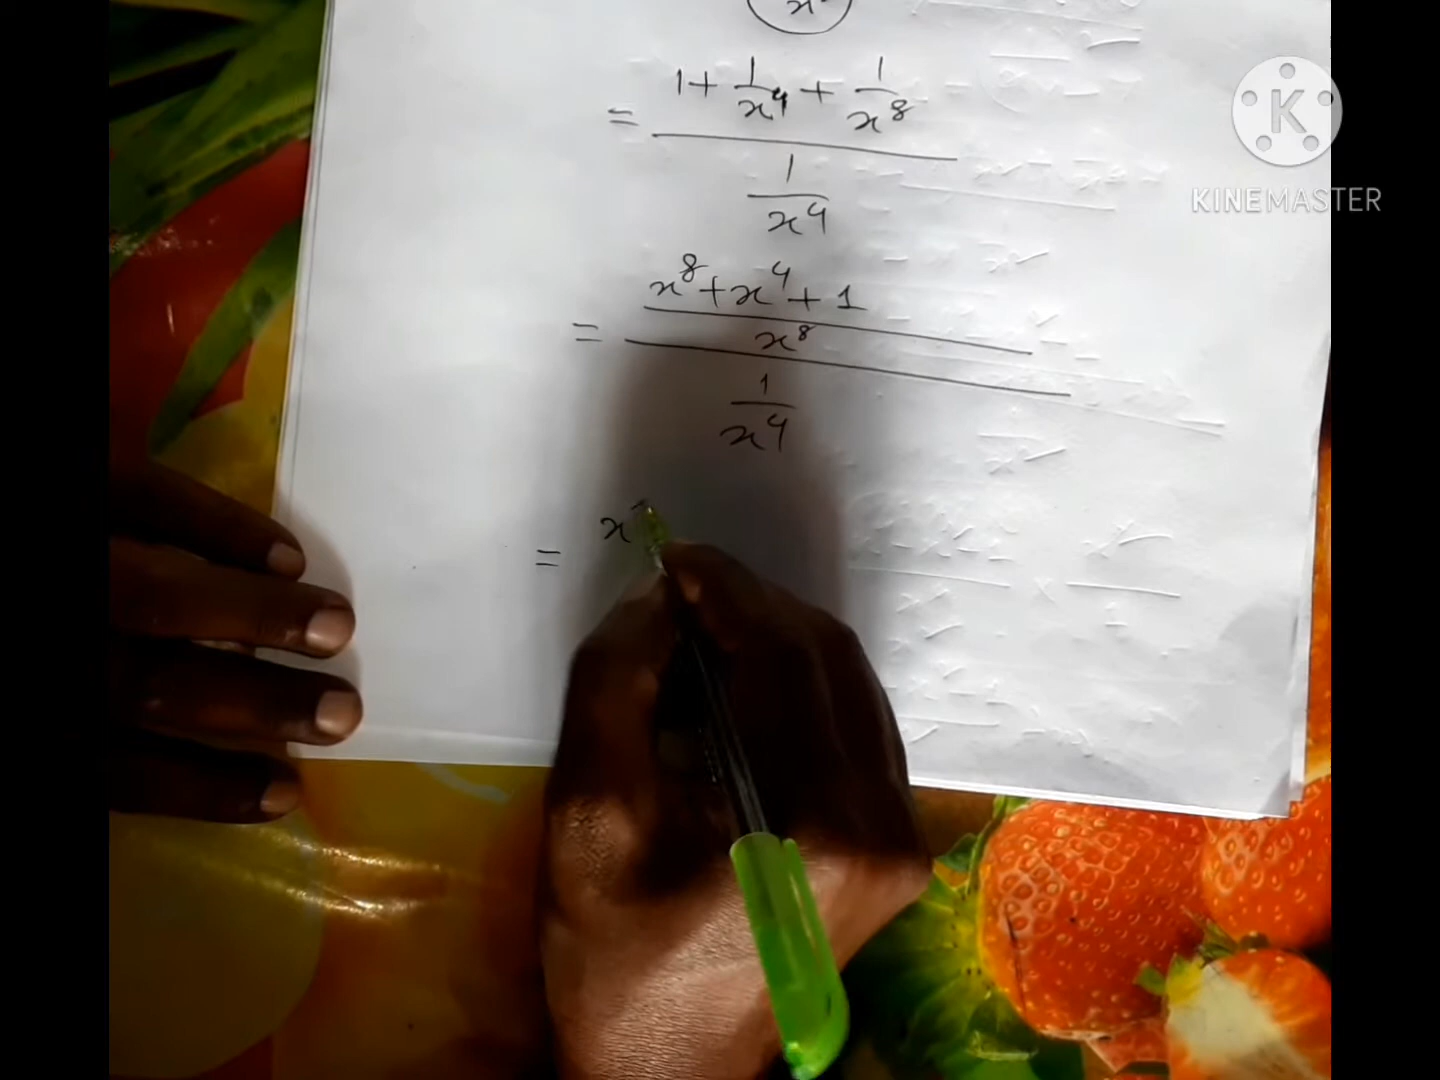 = 1 + 1/x⁴ + 1/x⁸ / 1/x⁴
= x⁸ + x⁴ + 1 / x⁸ / 1/x⁴
= x
K
KINEMASTER